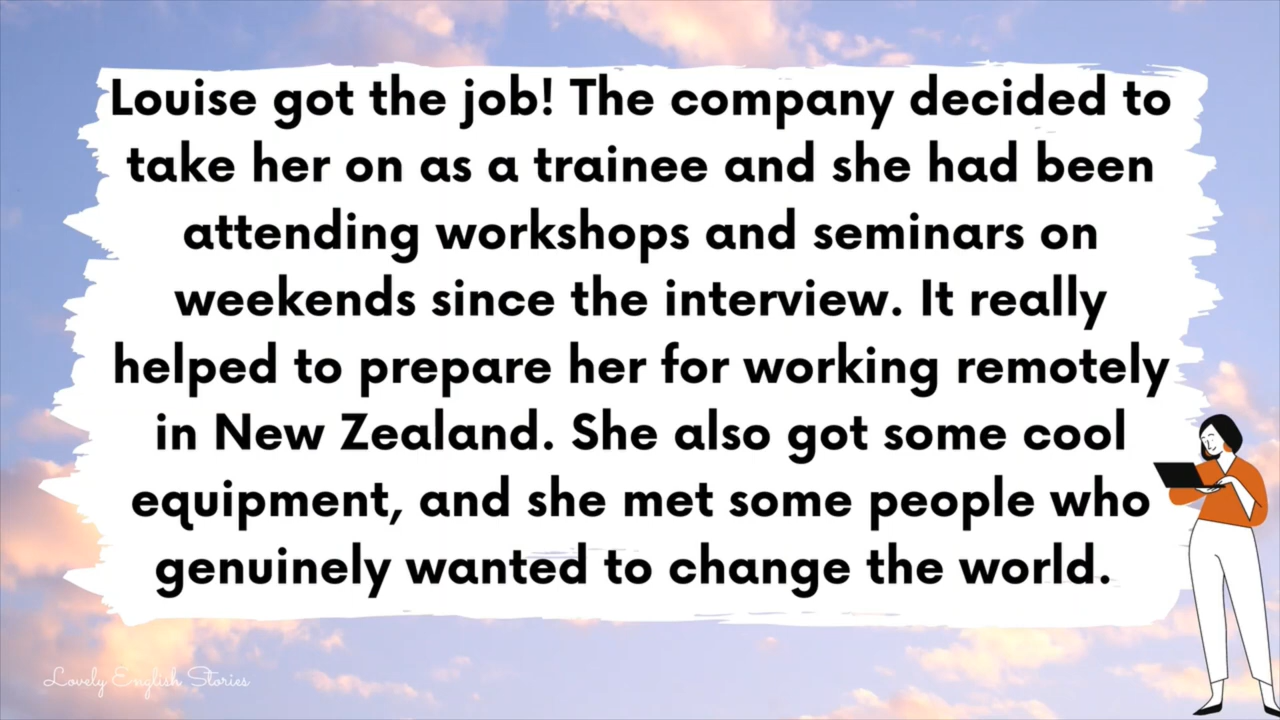 Louise got the job! The company decided to
take her on as a trainee and she had been
attending workshops and seminars on
weekends since the interview. It really
helped to prepare her for working remotely
in New Zealand. She also got some cool
equipment, and she met some people who
genuinely wanted to change the world.
Lovely English Stories